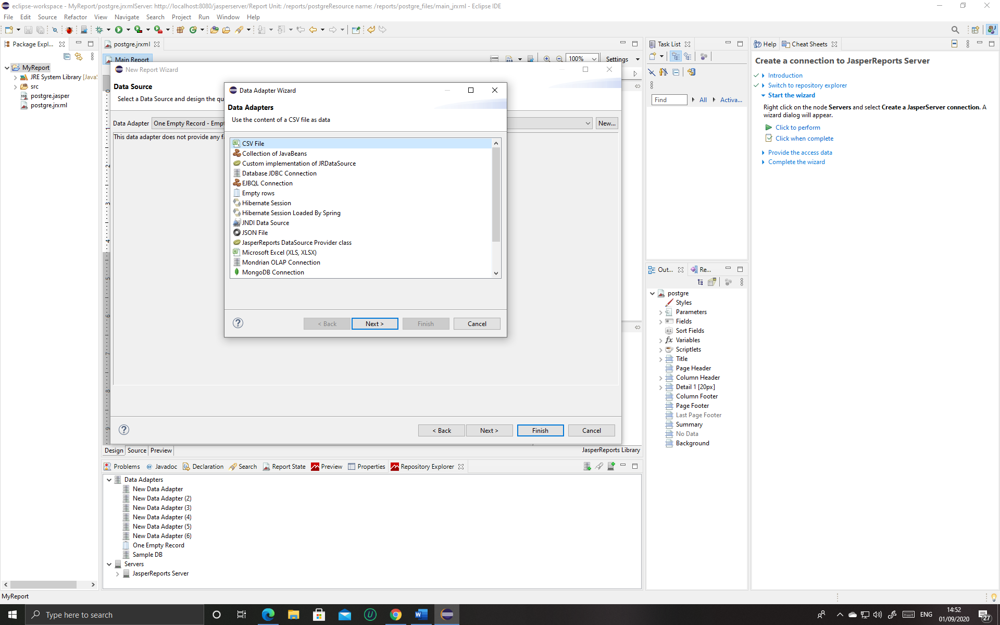 eclipse-workspace - MyReport/postgre.jrxmlServer: http://localhost:8080/jasperserver/Report Unit: /reports/postgreResource name: /reports/postgre_files/main_jrxml - Eclipse IDE
File Edit Source Refactor View Navigate Search Project Run Window Help
Package Expl...
MyReport
JRE System Library [JavaS
src
postgre.jasper
postgre.jrxml
postgre.jrxml
Main Report
100%
Settings
New Report Wizard
Data Source
Select a Data Source and design the qu
Data Adapter
One Empty Record - Empt
New...
This data adapter does not provide any f
Data Adapter Wizard
Data Adapters
Use the content of a CSV file as data
CSV File
Collection of JavaBeans
Custom implementation of JRDataSource
Database JDBC Connection
EJBQL Connection
Empty rows
Hibernate Session
Hibernate Session Loaded By Spring
JNDI Data Source
JSON File
JasperReports DataSource Provider class
Microsoft Excel (XLS, XLSX)
Mondrian OLAP Connection
MongoDB Connection
< Back
Next >
Finish
Cancel
< Back
Next >
Finish
Cancel
Design Source Preview
JasperReports Library
Problems Javadoc Declaration Search Report State Preview Properties Repository Explorer
Data Adapters
New Data Adapter
New Data Adapter (2)
New Data Adapter (3)
New Data Adapter (4)
New Data Adapter (5)
New Data Adapter (6)
One Empty Record
Sample DB
Servers
JasperReports Server
Task List
Find
All
Activa...
Out...
Re...
postgre
Styles
Parameters
Fields
Sort Fields
Variables
Scriptlets
Title
Page Header
Column Header
Detail 1 [20px]
Column Footer
Page Footer
Last Page Footer
Summary
No Data
Background
Help
Cheat Sheets
Create a connection to JasperReports Server
Introduction
Switch to repository explorer
Start the wizard
Right click on the node Servers and select Create a JasperServer connection. A
wizard dialog will appear.
Click to perform
Click when complete
Provide the access data
Complete the wizard
MyReport
Type here to search
ENG
14:52
01/09/2020
27